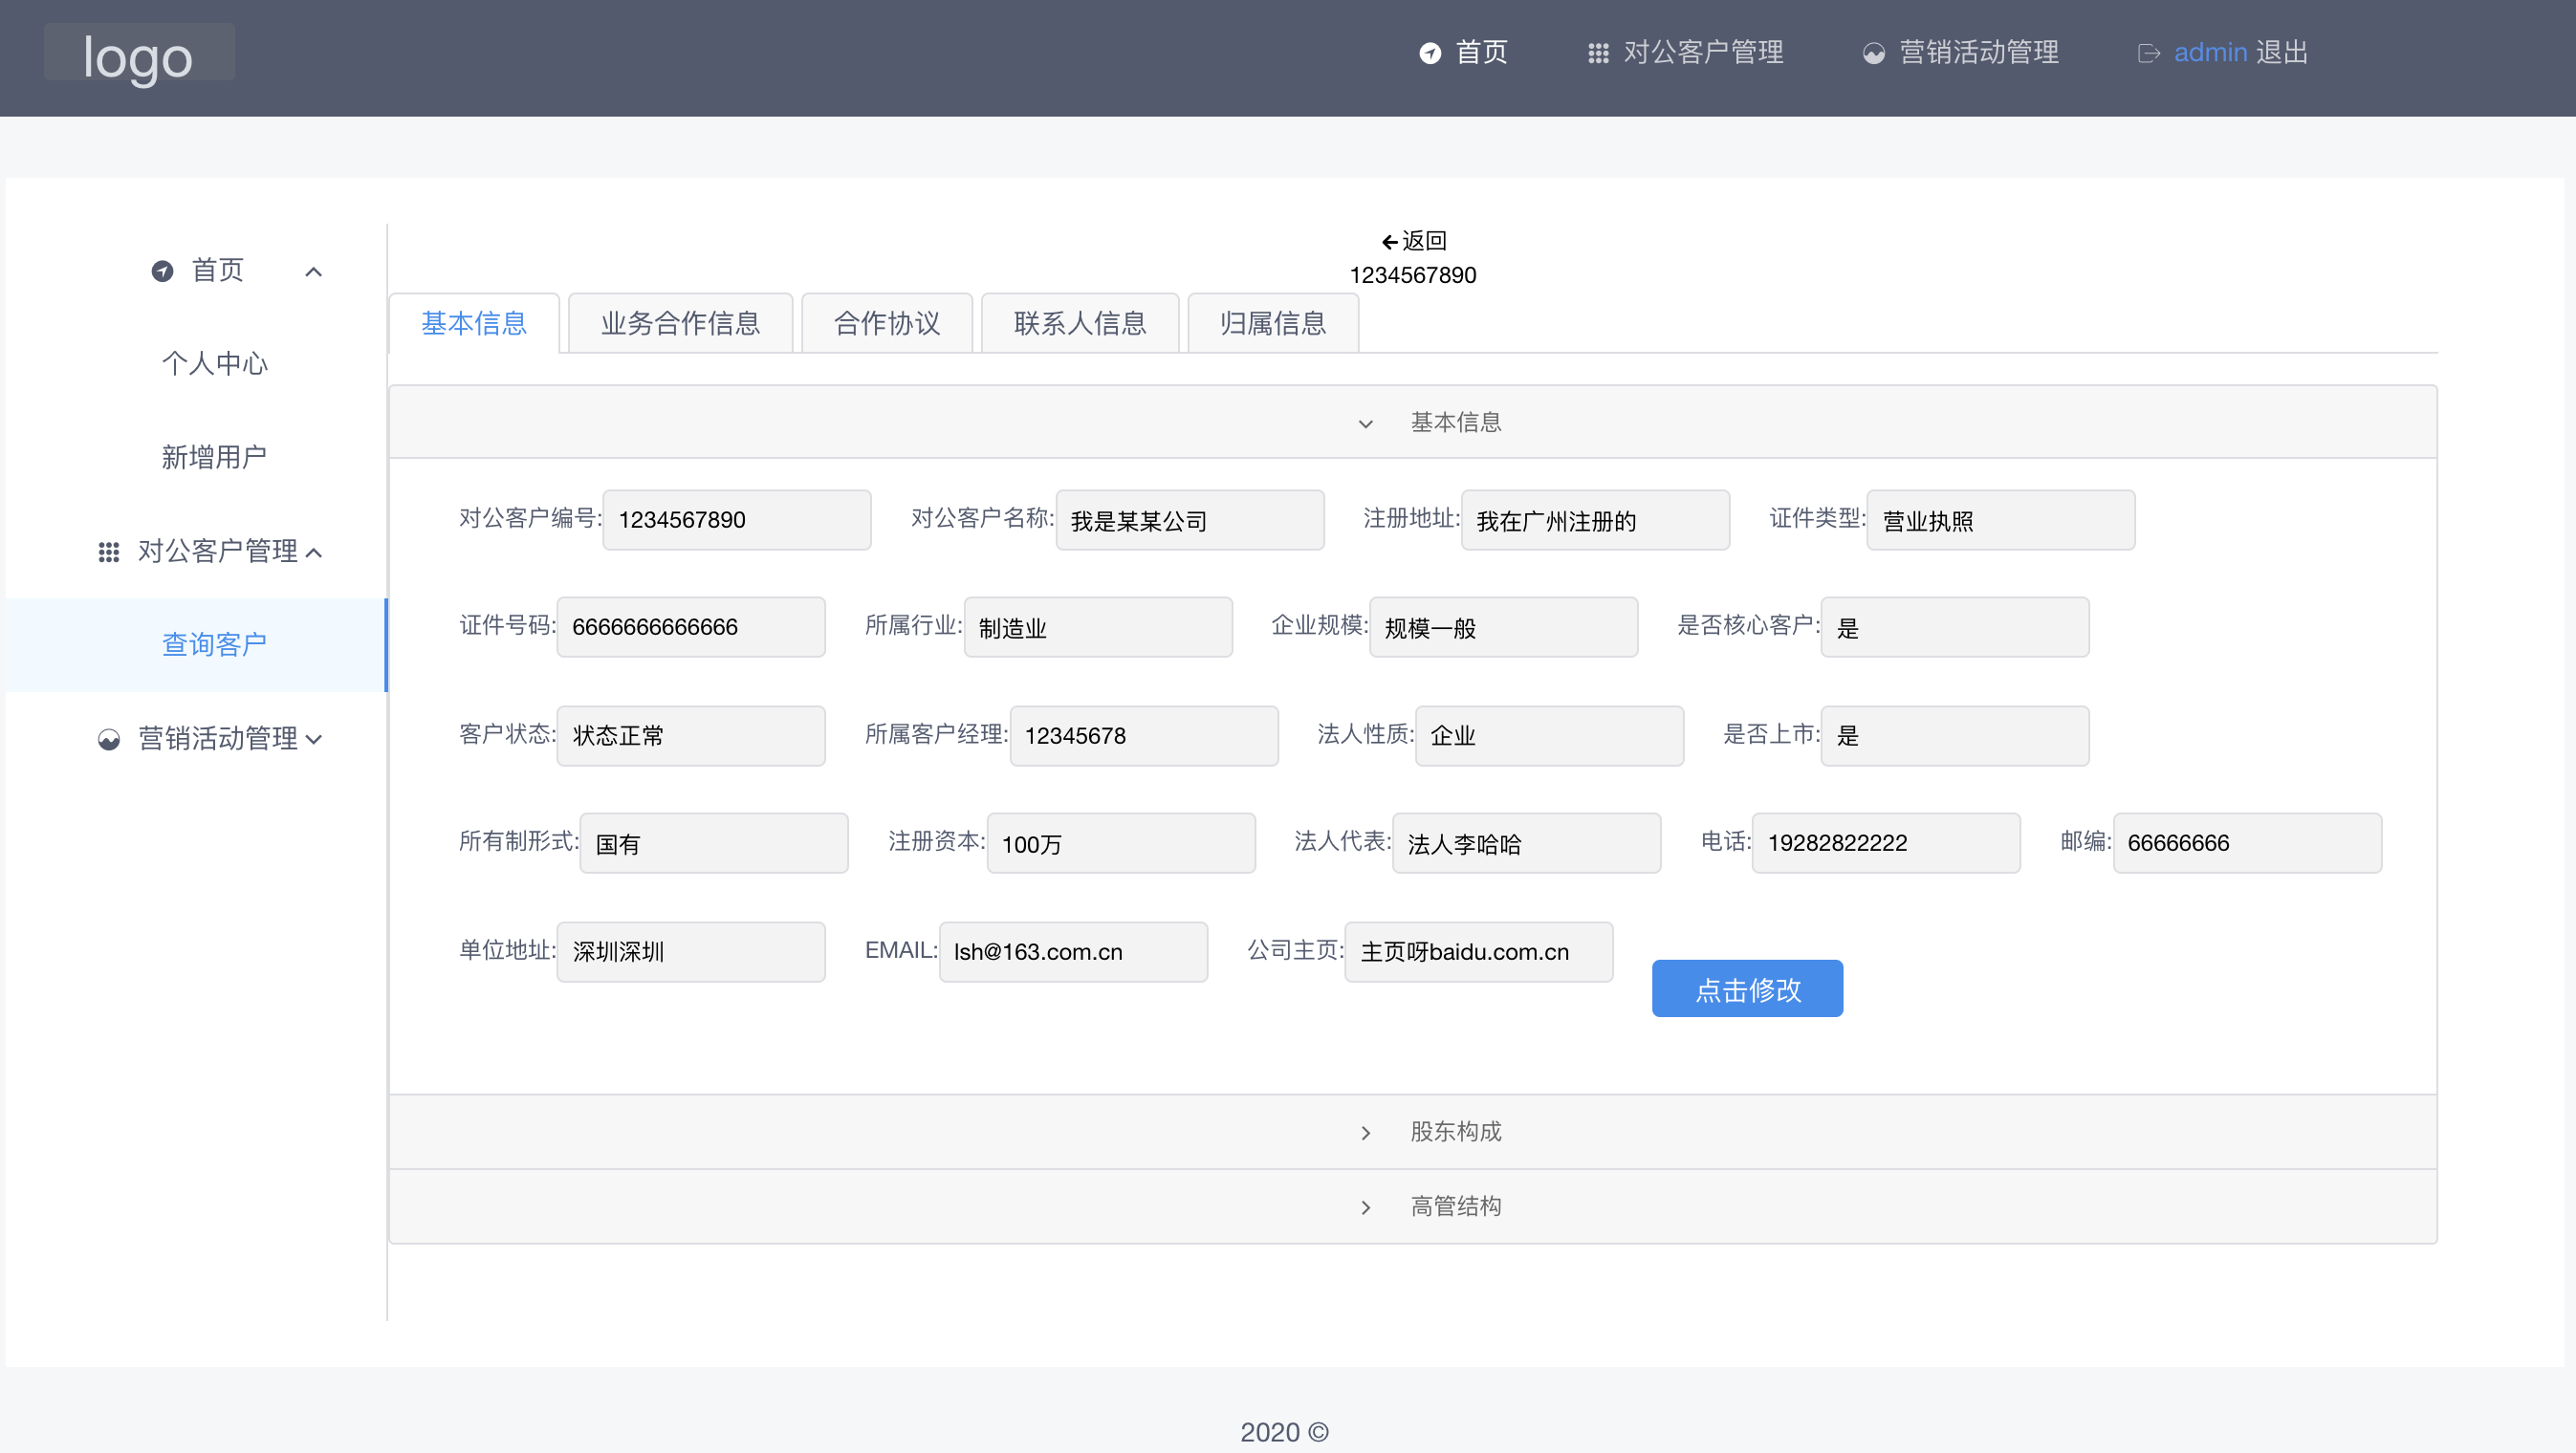 logo
首页 对公客户管理 营销活动管理 admin 退出
首页
个人中心
新增用户
对公客户管理
查询客户
营销活动管理
返回
1234567890
基本信息 业务合作信息 合作协议 联系人信息 归属信息
基本信息
对公客户编号: 1234567890 对公客户名称: 我是某某公司 注册地址: 我在广州注册的 证件类型: 营业执照
证件号码: 6666666666666 所属行业: 制造业 企业规模: 规模一般 是否核心客户: 是
客户状态: 状态正常 所属客户经理: 12345678 法人性质: 企业 是否上市: 是
所有制形式: 国有 注册资本: 100万 法人代表: 法人李哈哈 电话: 19282822222 邮编: 66666666
单位地址: 深圳深圳 EMAIL: lsh@163.com.cn 公司主页: 主页呀baidu.com.cn
点击修改
股东构成
高管结构
2020 ©